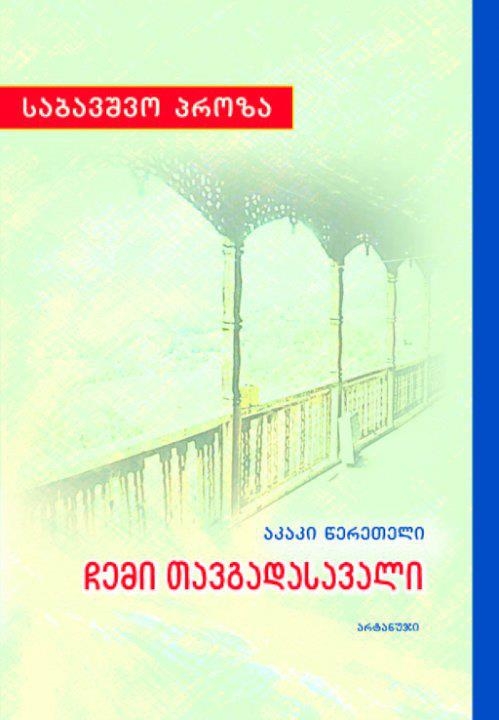 საბავშვო პროზა
აკაკი წერეთელი
ჩემი თავგადასავალი
არტანუჯი